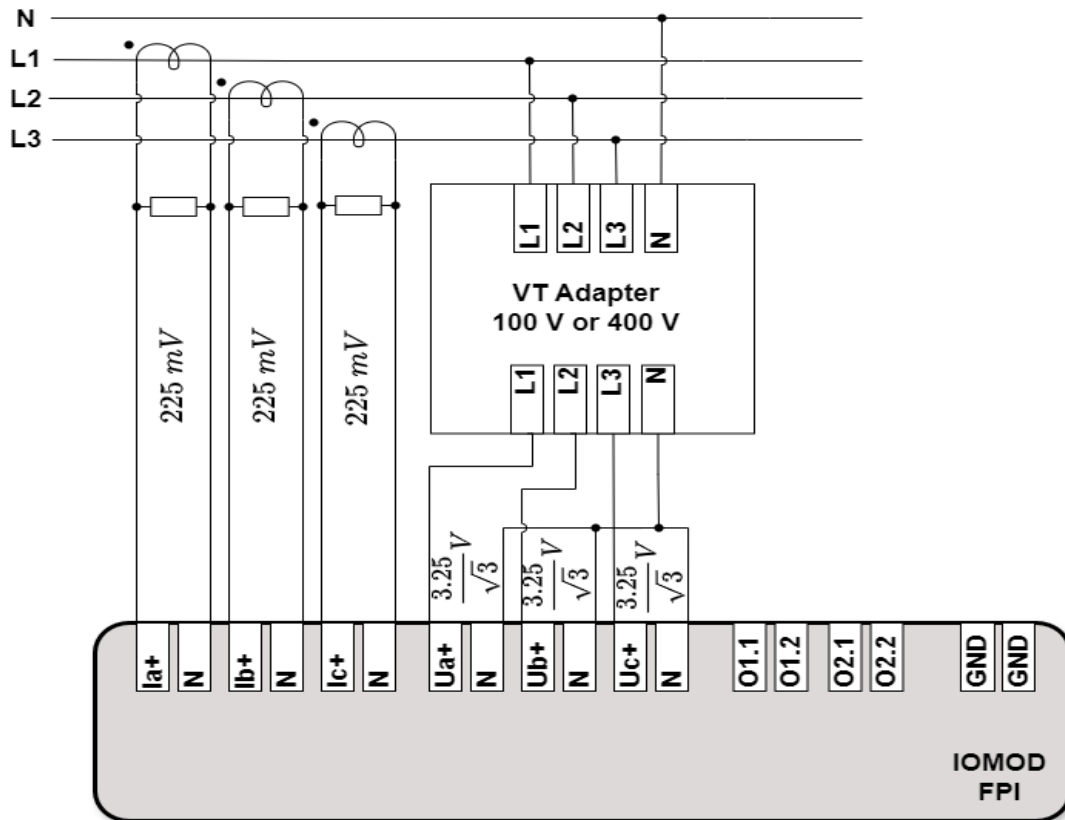 N
L1
L2
L3
L1 L2 L3 N
VT Adapter
100 V or 400 V
L1 L2 L3 N
225 mV 225 mV 225 mV
3.25/√3 V 3.25/√3 V 3.25/√3 V
Ia+ N Ib+ N Ic+ N Ua+ N Ub+ N Uc+ N O1.1 O1.2 O2.1 O2.2 GND GND
IOMOD
FPI